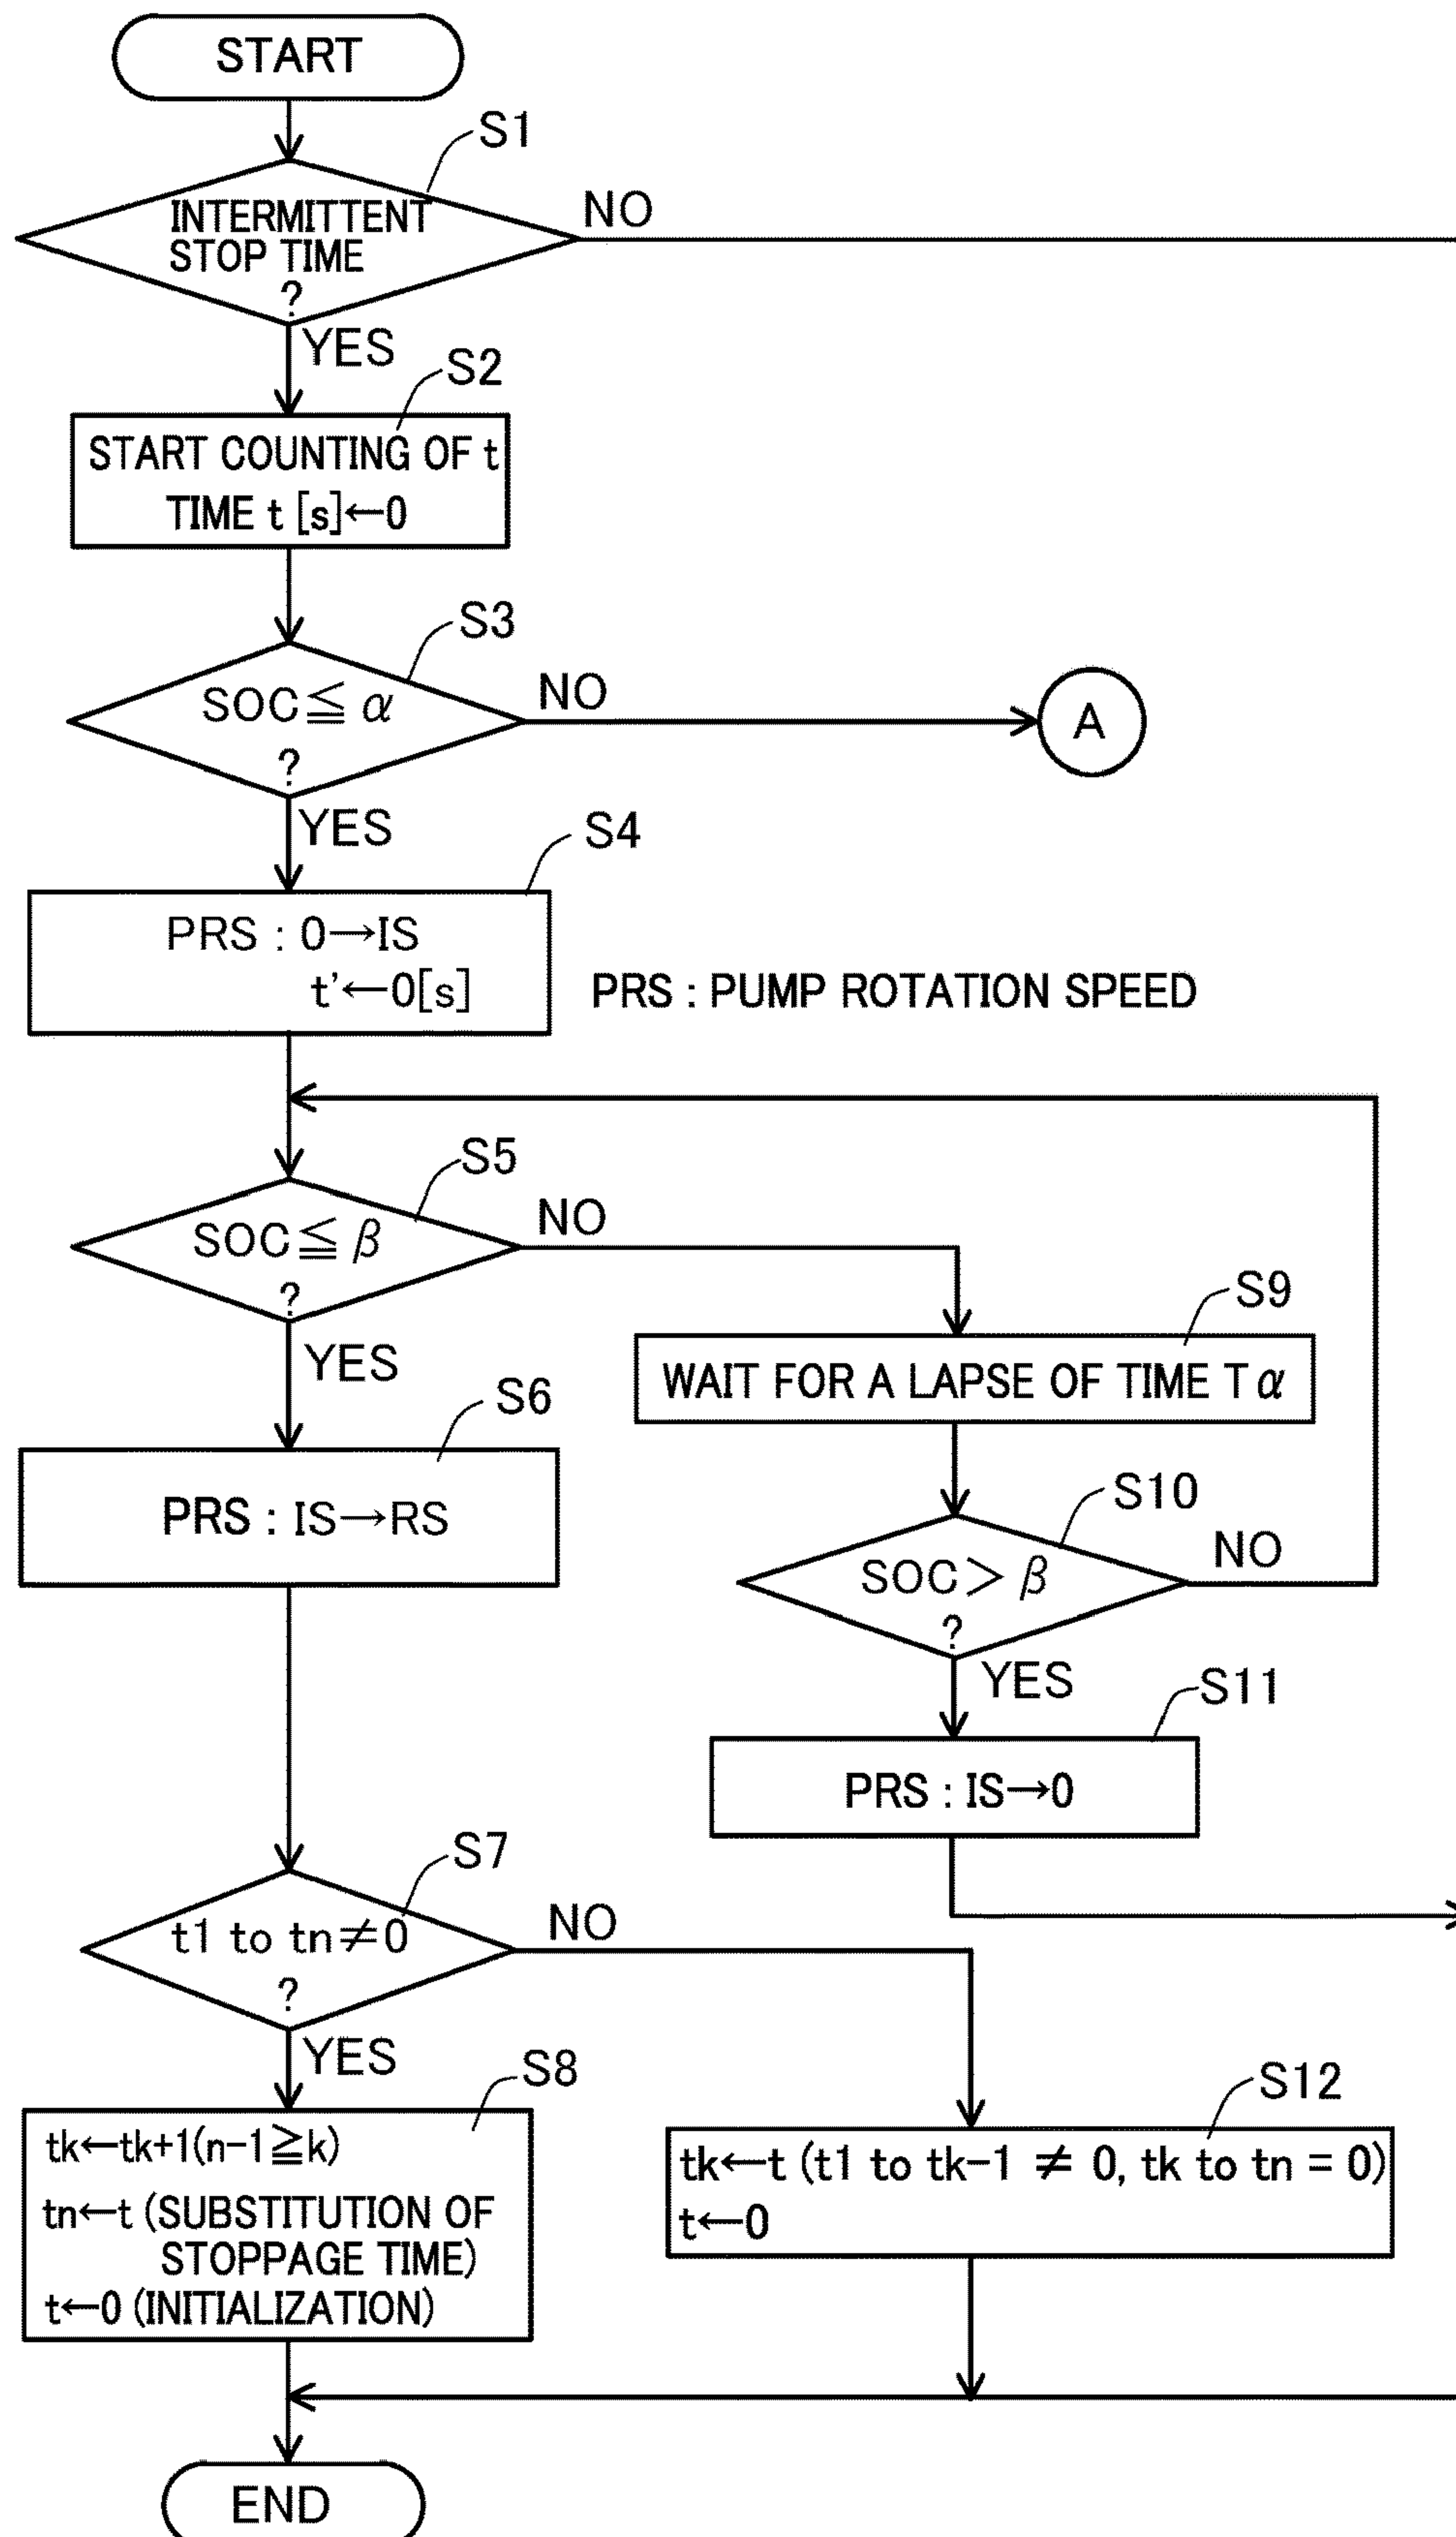 START
S1
INTERMITTENT
STOP TIME
?
NO
YES
S2
START COUNTING OF t
TIME t [s]←0
S3
SOC≦ α
?
NO
A
YES
S4
PRS : 0→IS
t'←0[s]
PRS : PUMP ROTATION SPEED
S5
SOC≦ β
?
NO
YES
S9
WAIT FOR A LAPSE OF TIME T α
S6
PRS : IS→RS
S10
SOC> β
?
NO
YES
S11
PRS : IS→0
S7
t1 to tn≠0
?
NO
YES
S8
tk←tk+1(n-1≧k)
tn←t (SUBSTITUTION OF
STOPPAGE TIME)
t←0 (INITIALIZATION)
S12
tk←t (t1 to tk-1 ≠ 0, tk to tn = 0)
t←0
END